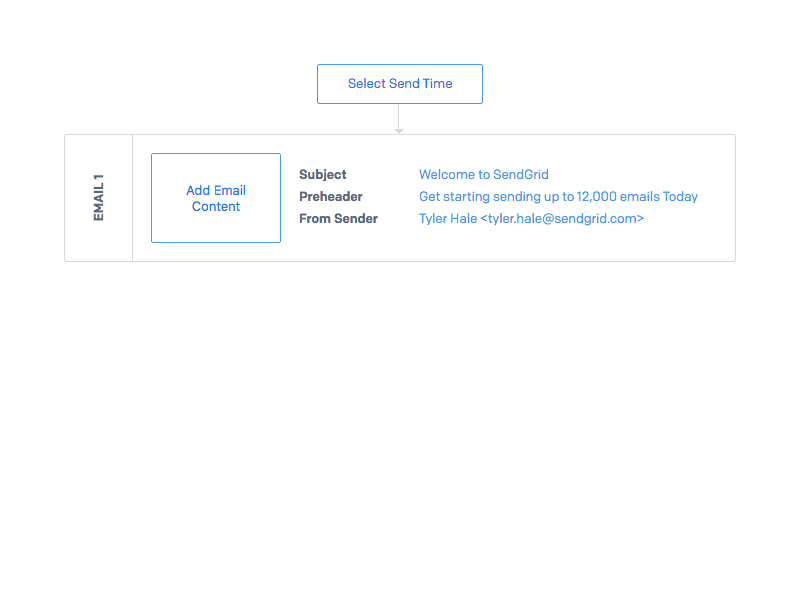 Select Send Time
EMAIL 1
Add Email
Content
Subject Welcome to SendGrid
Preheader Get starting sending up to 12,000 emails Today
From Sender Tyler Hale <tyler.hale@sendgrid.com>